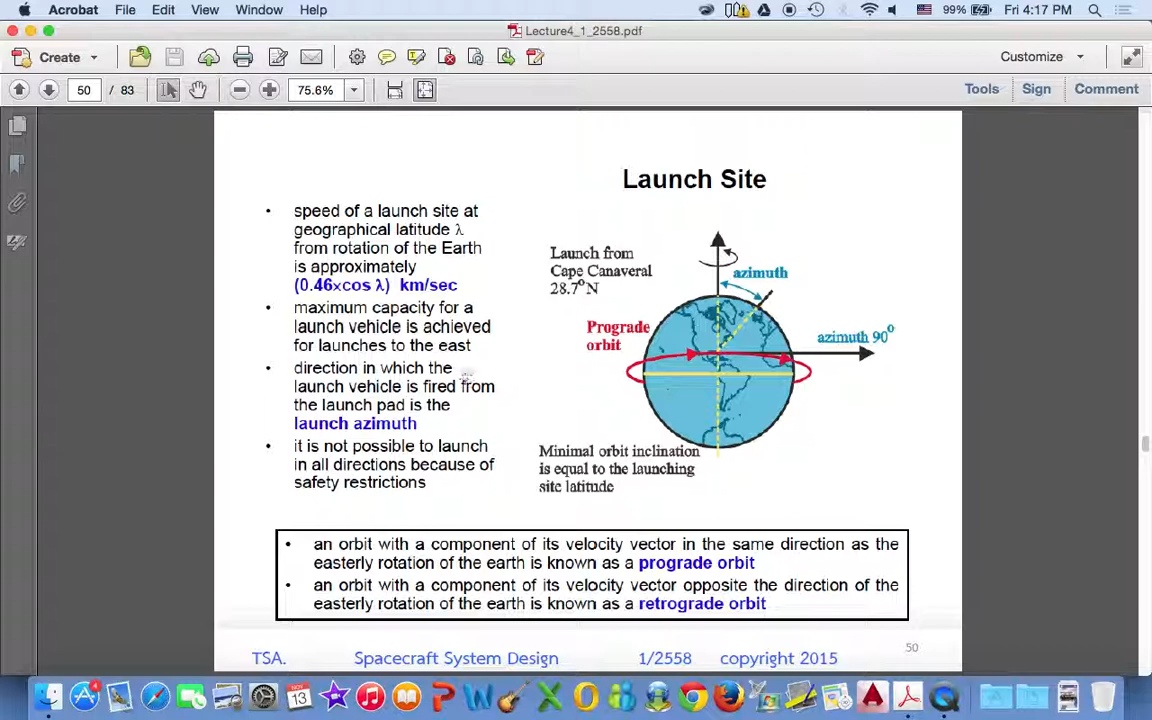 Acrobat File Edit View Window Help
99% Fri 4:17 PM
Lecture4_1_2558.pdf
Create
Customize
50 / 83
75.6%
Tools Sign Comment
Launch Site
• speed of a launch site at
geographical latitude λ
from rotation of the Earth
is approximately
(0.46×cos λ) km/sec
• maximum capacity for a
launch vehicle is achieved
for launches to the east
• direction in which the
launch vehicle is fired from
the launch pad is the
launch azimuth
• it is not possible to launch
in all directions because of
safety restrictions
Launch from
Cape Canaveral
28.7°N
azimuth
Prograde
orbit
azimuth 90°
Minimal orbit inclination
is equal to the launching
site latitude
• an orbit with a component of its velocity vector in the same direction as the
easterly rotation of the earth is known as a prograde orbit
• an orbit with a component of its velocity vector opposite the direction of the
easterly rotation of the earth is known as a retrograde orbit
50
TSA. Spacecraft System Design 1/2558 copyright 2015
NOV
13